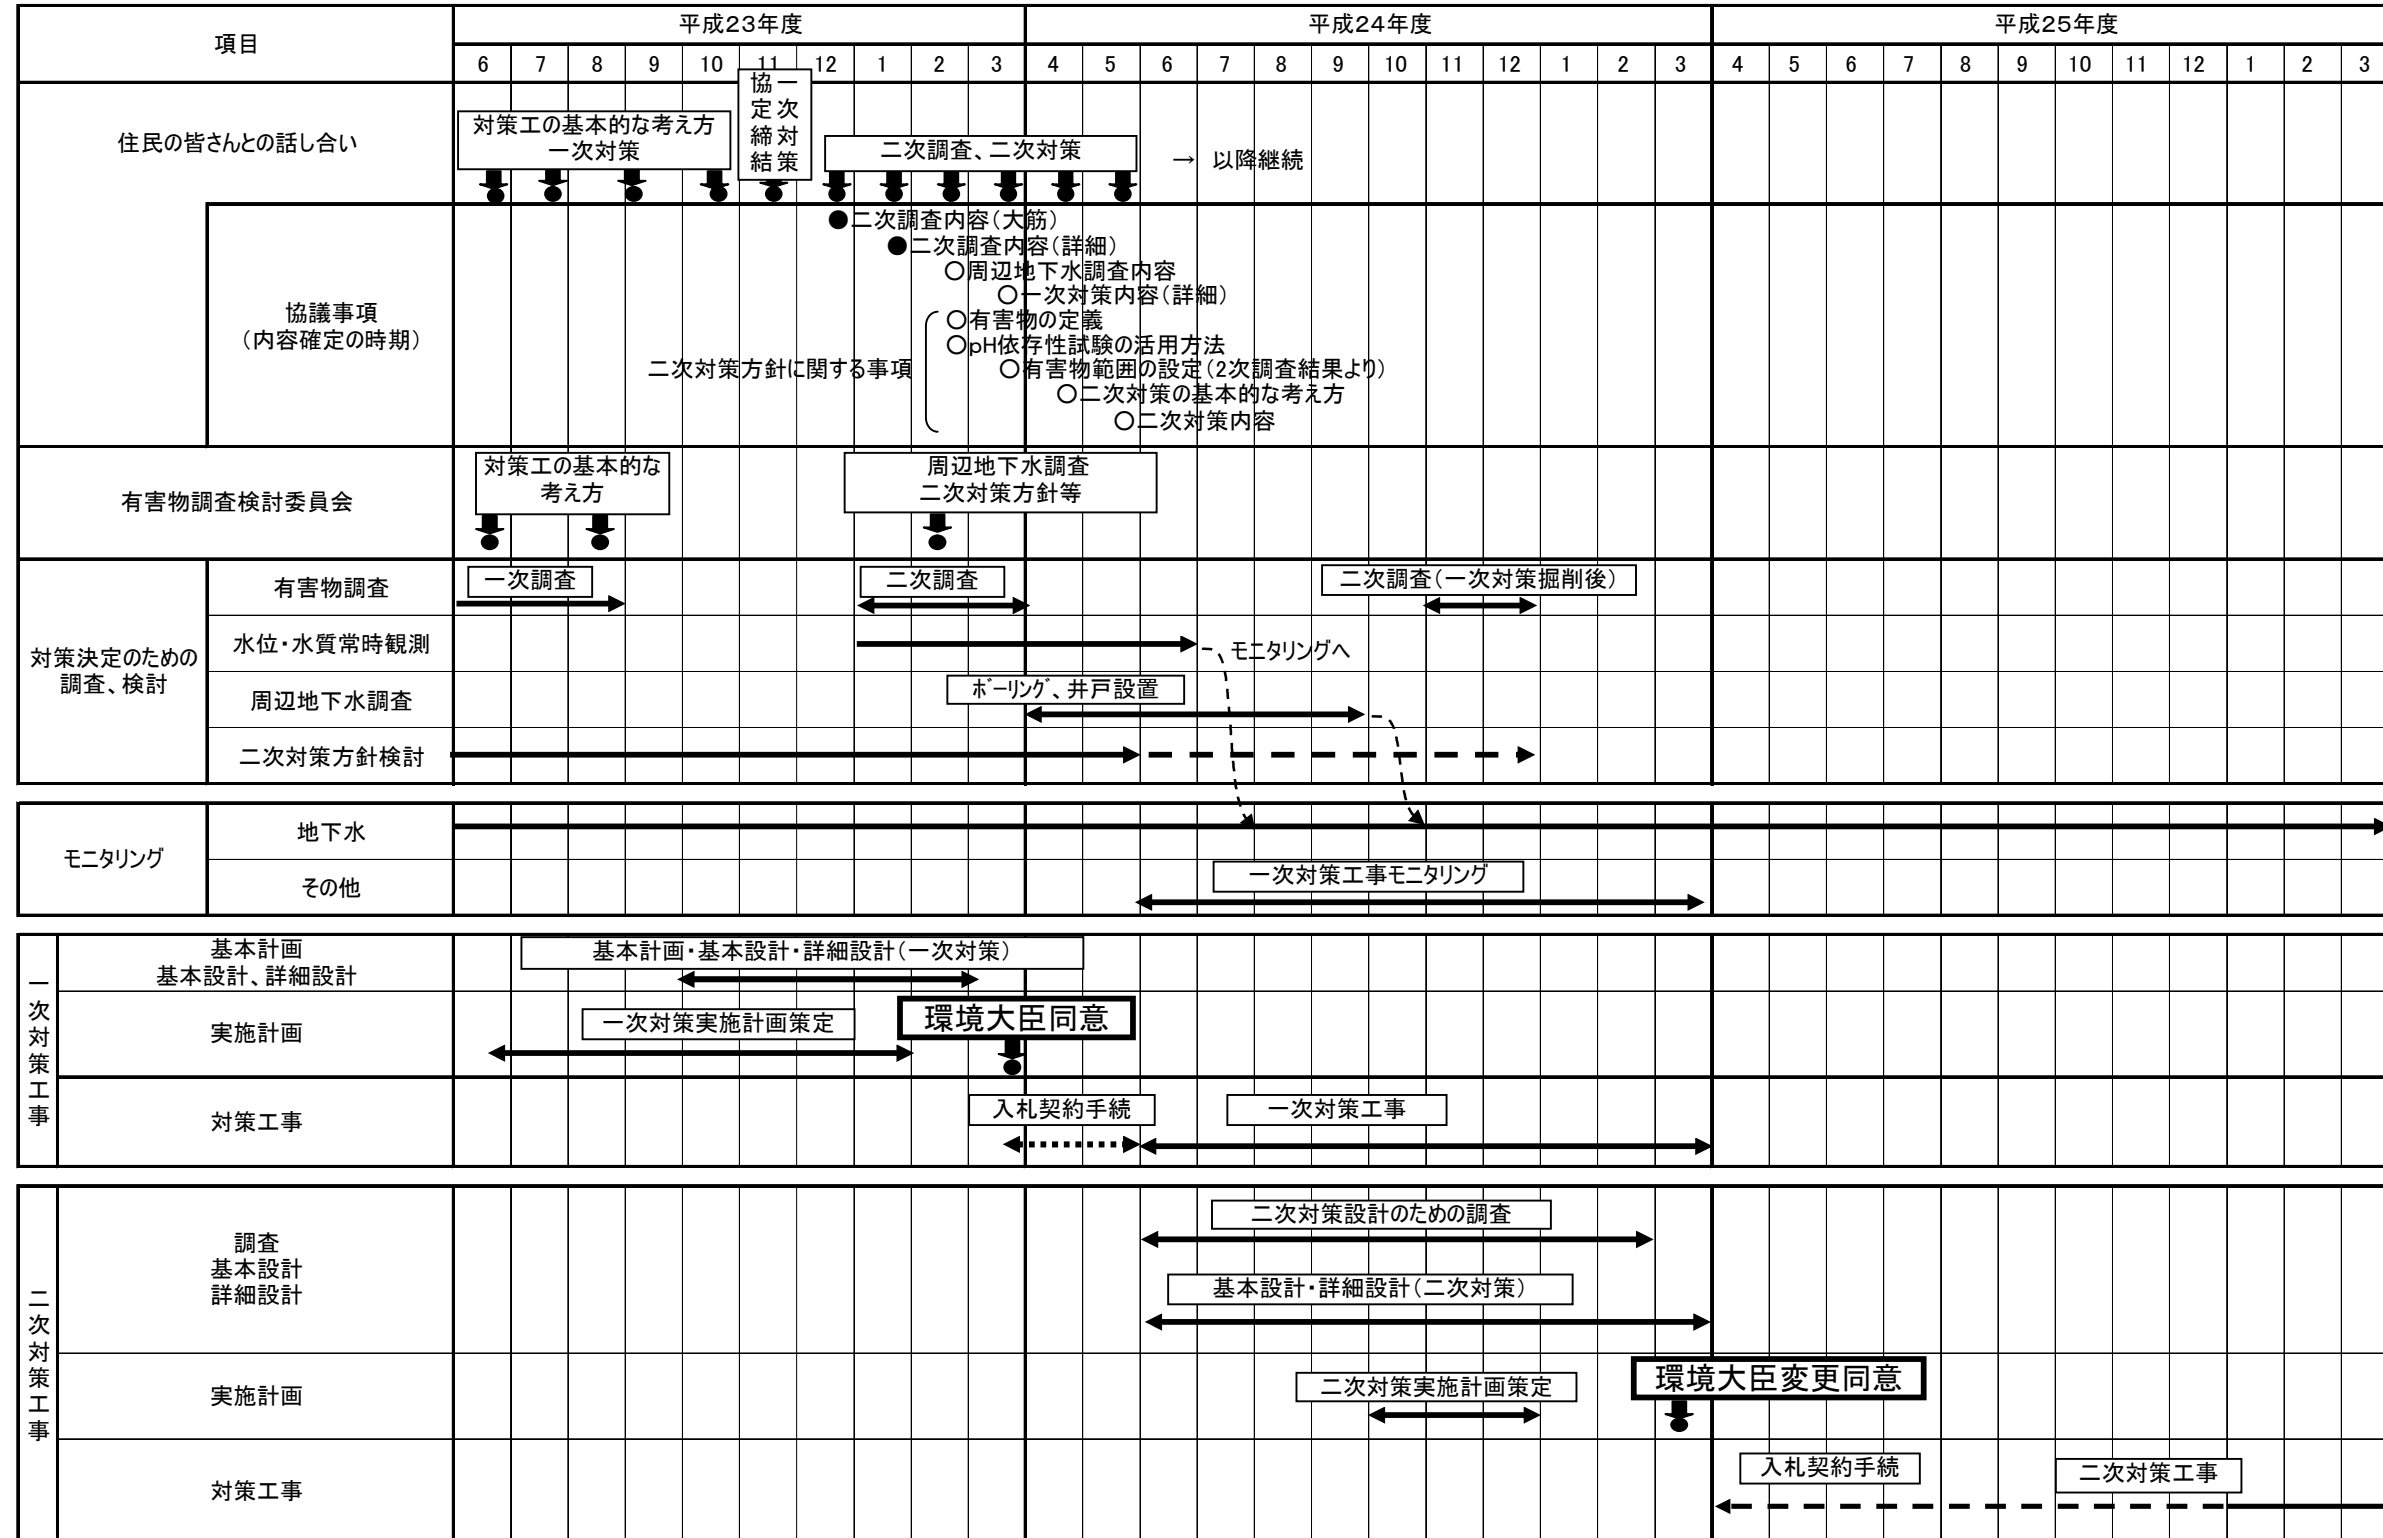 項目
平成23年度
平成24年度
平成25年度
6 7 8 9 10 11 12 1 2 3 4 5 6 7 8 9 10 11 12 1 2 3 4 5 6 7 8 9 10 11 12 1 2 3
住民の皆さんとの話し合い
対策工の基本的な考え方
一次対策
一次対策
協定締結
二次調査、二次対策
→ 以降継続
協議事項
（内容確定の時期）
●二次調査内容（大筋）
●二次調査内容（詳細）
○周辺地下水調査内容
○一次対策内容（詳細）
二次対策方針に関する事項
○有害物の定義
○pH依存性試験の活用方法
○有害物範囲の設定（2次調査結果より）
○二次対策の基本的な考え方
○二次対策内容
有害物調査検討委員会
対策工の基本的な
考え方
周辺地下水調査
二次対策方針等
対策決定のための
調査、検討
有害物調査
一次調査
二次調査
二次調査（一次対策掘削後）
水位・水質常時観測
モニタリングへ
周辺地下水調査
ボーリング、井戸設置
二次対策方針検討
モニタリング
地下水
その他
一次対策工事モニタリング
一次対策工事
基本計画
基本設計、詳細設計
基本計画・基本設計・詳細設計（一次対策）
実施計画
一次対策実施計画策定
環境大臣同意
対策工事
入札契約手続
一次対策工事
二次対策工事
調査
基本設計
詳細設計
二次対策設計のための調査
基本設計・詳細設計（二次対策）
実施計画
二次対策実施計画策定
環境大臣変更同意
対策工事
入札契約手続
二次対策工事